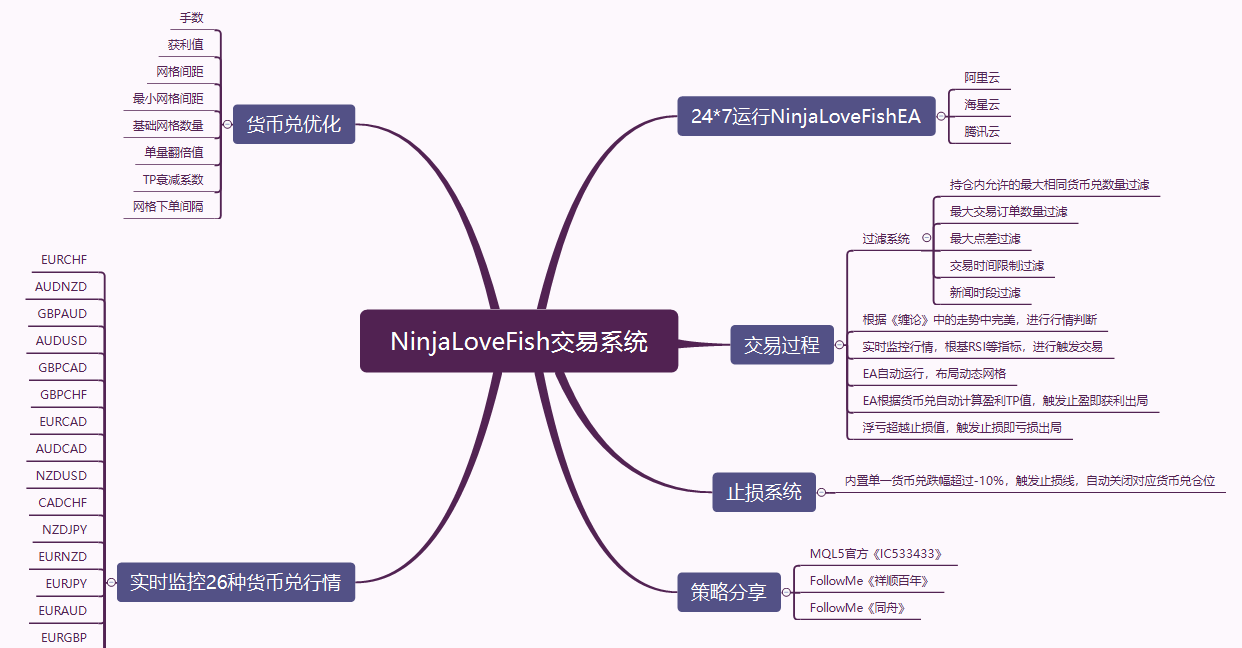 NinjaLoveFish交易系统
货币兑优化
手数
获利值
网格间距
最小网格间距
基础网格数量
单量翻倍值
TP衰减系数
网格下单间隔
实时监控26种货币兑行情
EURCHF
AUDNZD
GBPAUD
AUDUSD
GBPCAD
GBPCHF
EURCAD
AUDCAD
NZDUSD
CADCHF
NZDJPY
EURNZD
EURJPY
EURAUD
EURGBP
24*7运行NinjaLoveFishEA
阿里云
海星云
腾讯云
交易过程
过滤系统
持仓内允许的最大相同货币兑数量过滤
最大交易订单数量过滤
最大点差过滤
交易时间限制过滤
新闻时段过滤
根据《缠论》中的走势中完美，进行行情判断
实时监控行情，根基RSI等指标，进行触发交易
EA自动运行，布局动态网格
EA根据货币兑自动计算盈利TP值，触发止盈即获利出局
浮亏超越止损值，触发止损即亏损出局
止损系统
内置单一货币兑跌幅超过-10%，触发止损线，自动关闭对应货币兑仓位
策略分享
MQL5官方《IC533433》
FollowMe《祥顺百年》
FollowMe《同舟》